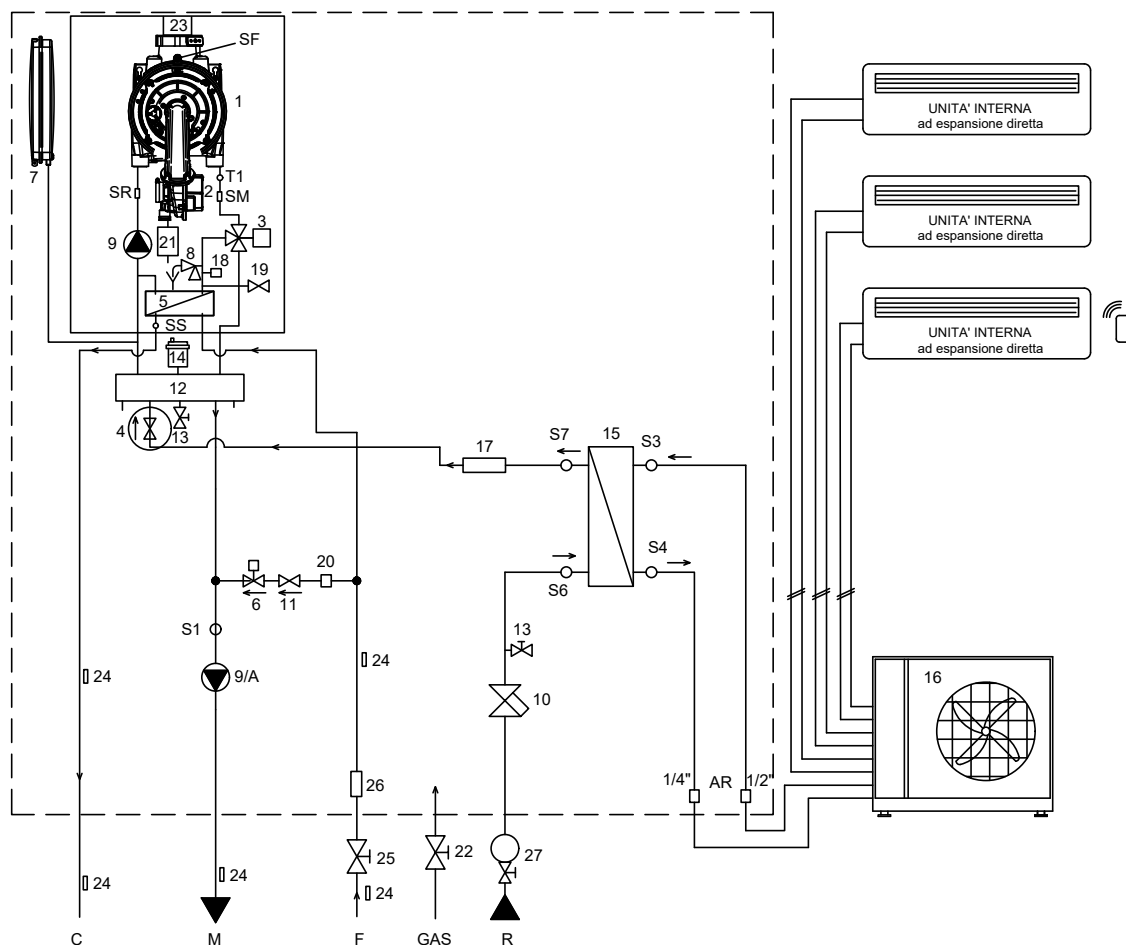 23
SF
1
7
T1
SR
2
SM
3
9
21
8
18
19
5
SS
14
12
4
13
UNITA' INTERNA
ad espansione diretta
UNITA' INTERNA
ad espansione diretta
UNITA' INTERNA
ad espansione diretta
17
S7
15
S3
S6
S4
20
6
11
S1
13
24
24
9/A
10
16
26
1/4"
AR
1/2"
25
22
27
24
24
24
C
M
F
GAS
R